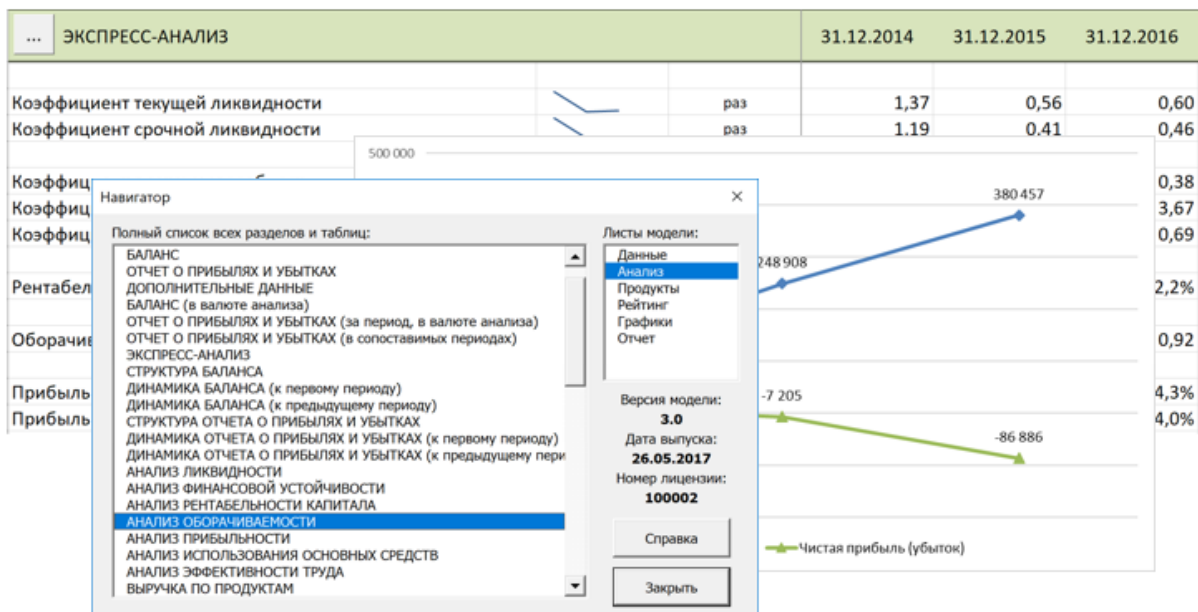 ... ЭКСПРЕСС-АНАЛИЗ 31.12.2014 31.12.2015 31.12.2016
Коэффициент текущей ликвидности раз 1,37 0,56 0,60
Коэффициент срочной ликвидности раз 1.19 0.41 0,46
500 000
Коэффиц 0,38
Коэффиц 3,67
Коэффиц 0,69
Рентабел 2,2%
Оборачив 0,92
Прибыль 4,3%
Прибыль 4,0%
380 457
248 908
-7 205
-86 886
Чистая прибыль (убыток)
Навигатор
Полный список всех разделов и таблиц:
БАЛАНС
ОТЧЕТ О ПРИБЫЛЯХ И УБЫТКАХ
ДОПОЛНИТЕЛЬНЫЕ ДАННЫЕ
БАЛАНС (в валюте анализа)
ОТЧЕТ О ПРИБЫЛЯХ И УБЫТКАХ (за период, в валюте анализа)
ОТЧЕТ О ПРИБЫЛЯХ И УБЫТКАХ (в сопоставимых периодах)
ЭКСПРЕСС-АНАЛИЗ
СТРУКТУРА БАЛАНСА
ДИНАМИКА БАЛАНСА (к первому периоду)
ДИНАМИКА БАЛАНСА (к предыдущему периоду)
СТРУКТУРА ОТЧЕТА О ПРИБЫЛЯХ И УБЫТКАХ
ДИНАМИКА ОТЧЕТА О ПРИБЫЛЯХ И УБЫТКАХ (к первому периоду)
ДИНАМИКА ОТЧЕТА О ПРИБЫЛЯХ И УБЫТКАХ (к предыдущему пери
АНАЛИЗ ЛИКВИДНОСТИ
АНАЛИЗ ФИНАНСОВОЙ УСТОЙЧИВОСТИ
АНАЛИЗ РЕНТАБЕЛЬНОСТИ КАПИТАЛА
АНАЛИЗ ОБОРАЧИВАЕМОСТИ
АНАЛИЗ ПРИБЫЛЬНОСТИ
АНАЛИЗ ИСПОЛЬЗОВАНИЯ ОСНОВНЫХ СРЕДСТВ
АНАЛИЗ ЭФФЕКТИВНОСТИ ТРУДА
ВЫРУЧКА ПО ПРОДУКТАМ
Листы модели:
Данные
Анализ
Продукты
Рейтинг
Графики
Отчет
Версия модели:
3.0
Дата выпуска:
26.05.2017
Номер лицензии:
100002
Справка
Закрыть